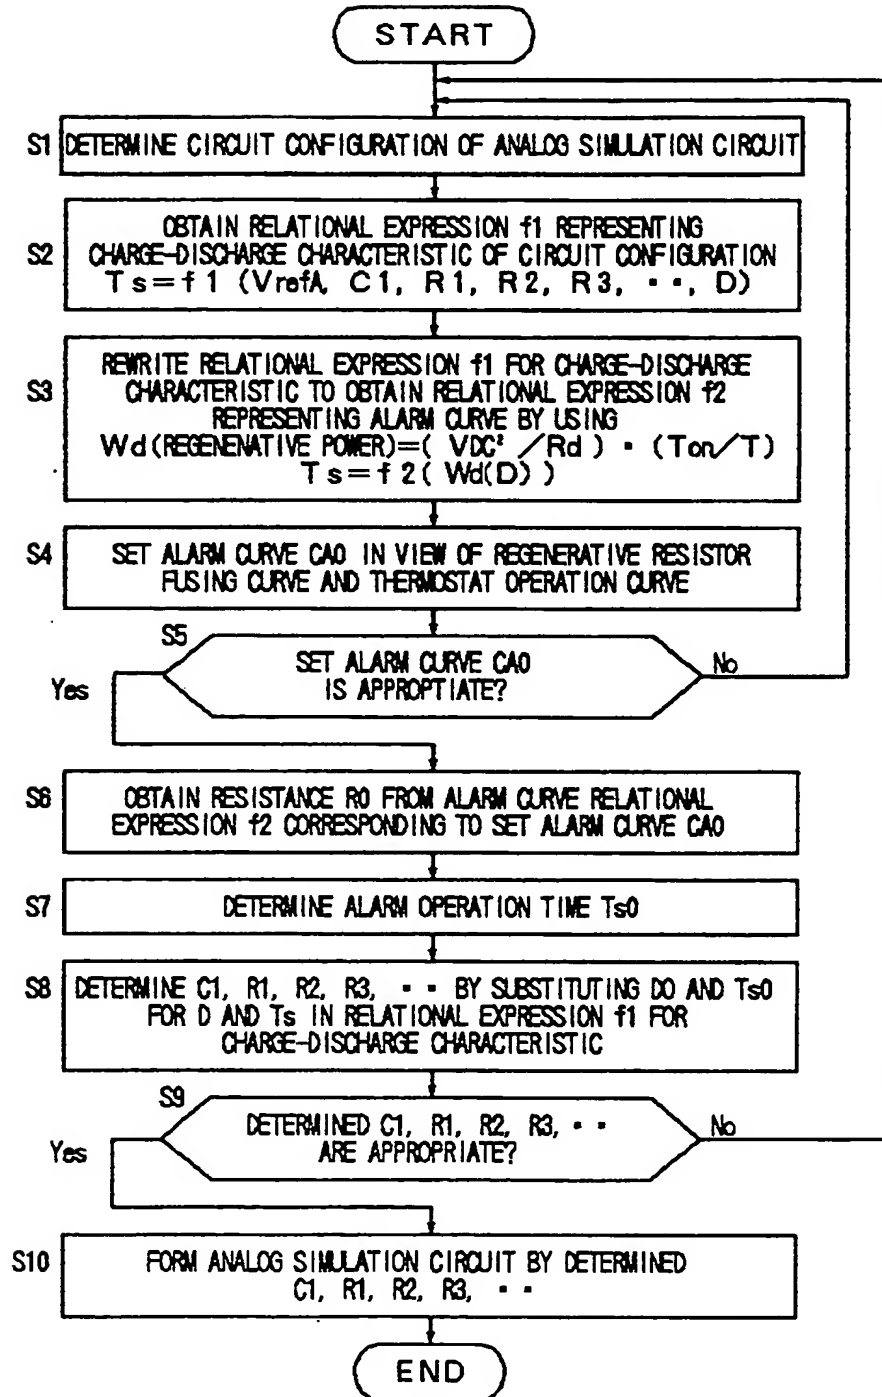 START
S1 DETERMINE CIRCUIT CONFIGURATION OF ANALOG SIMULATION CIRCUIT
S2
OBTAIN RELATIONAL EXPRESSION f1 REPRESENTING
CHARGE-DISCHARGE CHARACTERISTIC OF CIRCUIT CONFIGURATION
Ts=f1 (VrefA, C1, R1, R2, R3, ･･, D)
S3
REWRITE RELATIONAL EXPRESSION f1 FOR CHARGE-DISCHARGE
CHARACTERISTIC TO OBTAIN RELATIONAL EXPRESSION f2
REPRESENTING ALARM CURVE BY USING
Wd(REGENENATIVE POWER)=( VDC² /Rd ) ･ (Ton/T)
Ts=f2( Wd(D) )
S4
SET ALARM CURVE CA0 IN VIEW OF REGENERATIVE RESISTOR
FUSING CURVE AND THERMOSTAT OPERATION CURVE
S5
SET ALARM CURVE CA0
IS APPROPTIATE?
Yes
No
S6
OBTAIN RESISTANCE R0 FROM ALARM CURVE RELATIONAL
EXPRESSION f2 CORRESPONDING TO SET ALARM CURVE CA0
S7 DETERMINE ALARM OPERATION TIME Ts0
S8 DETERMINE C1, R1, R2, R3, ･･ BY SUBSTITUTING D0 AND Ts0
FOR D AND Ts IN RELATIONAL EXPRESSION f1 FOR
CHARGE-DISCHARGE CHARACTERISTIC
S9
DETERMINED C1, R1, R2, R3, ･･
ARE APPROPRIATE?
Yes
No
S10
FORM ANALOG SIMULATION CIRCUIT BY DETERMINED
C1, R1, R2, R3, ･･
END